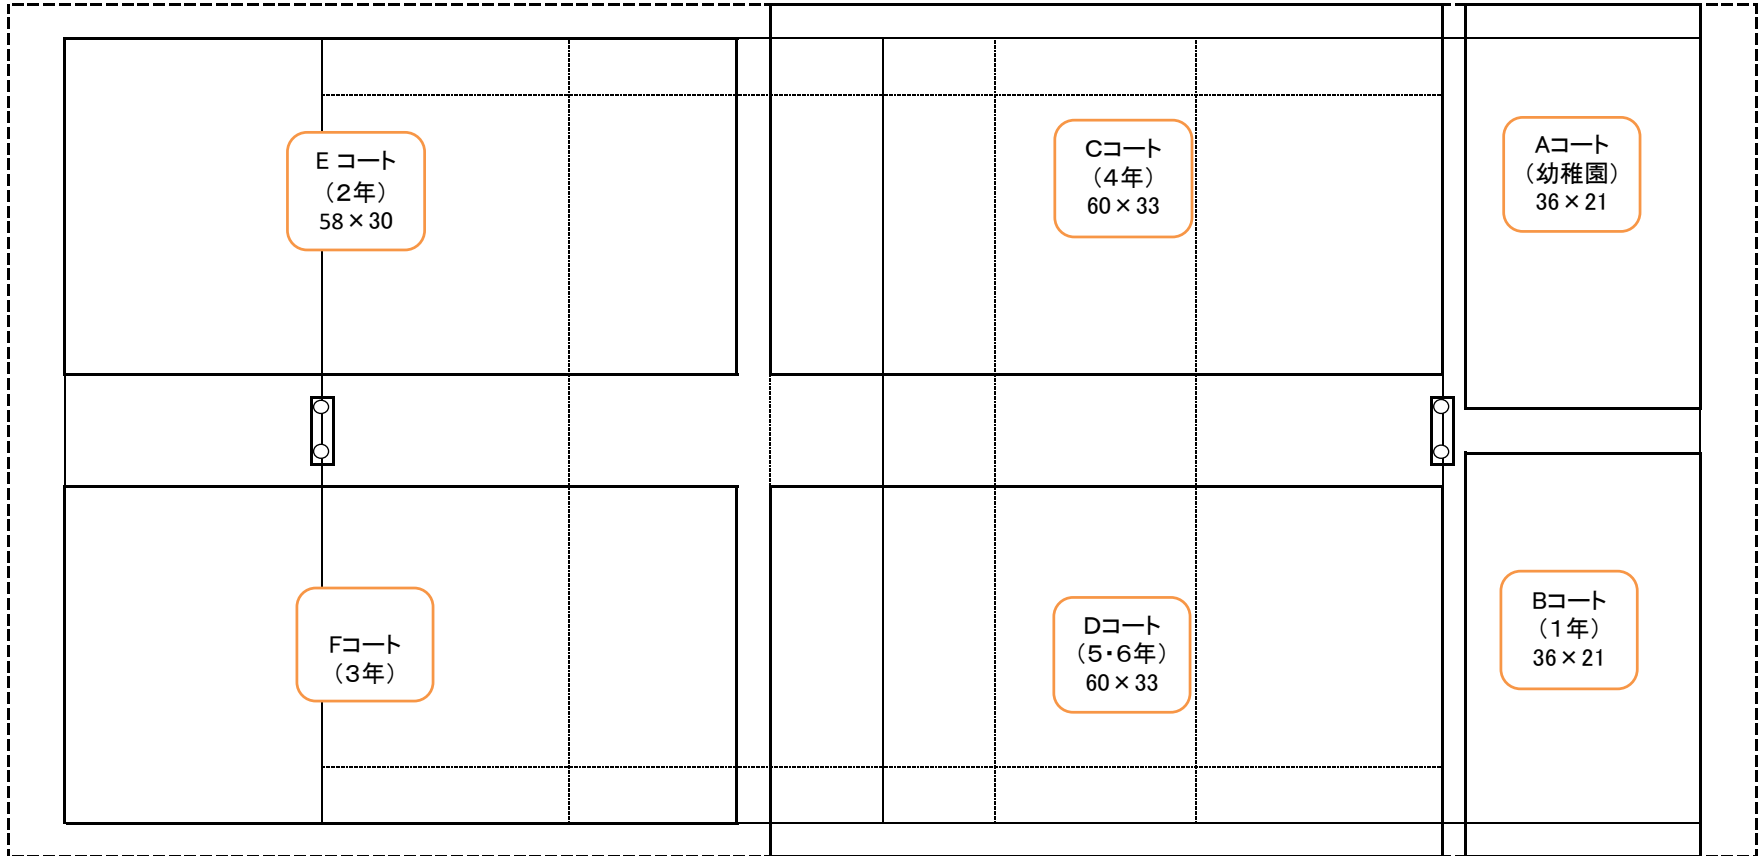 E コート
（2年）
58×30
Cコート
（4年）
60×33
Aコート
（幼稚園）
36×21
Fコート
（3年）
Dコート
（5・6年）
60×33
Bコート
（1年）
36×21